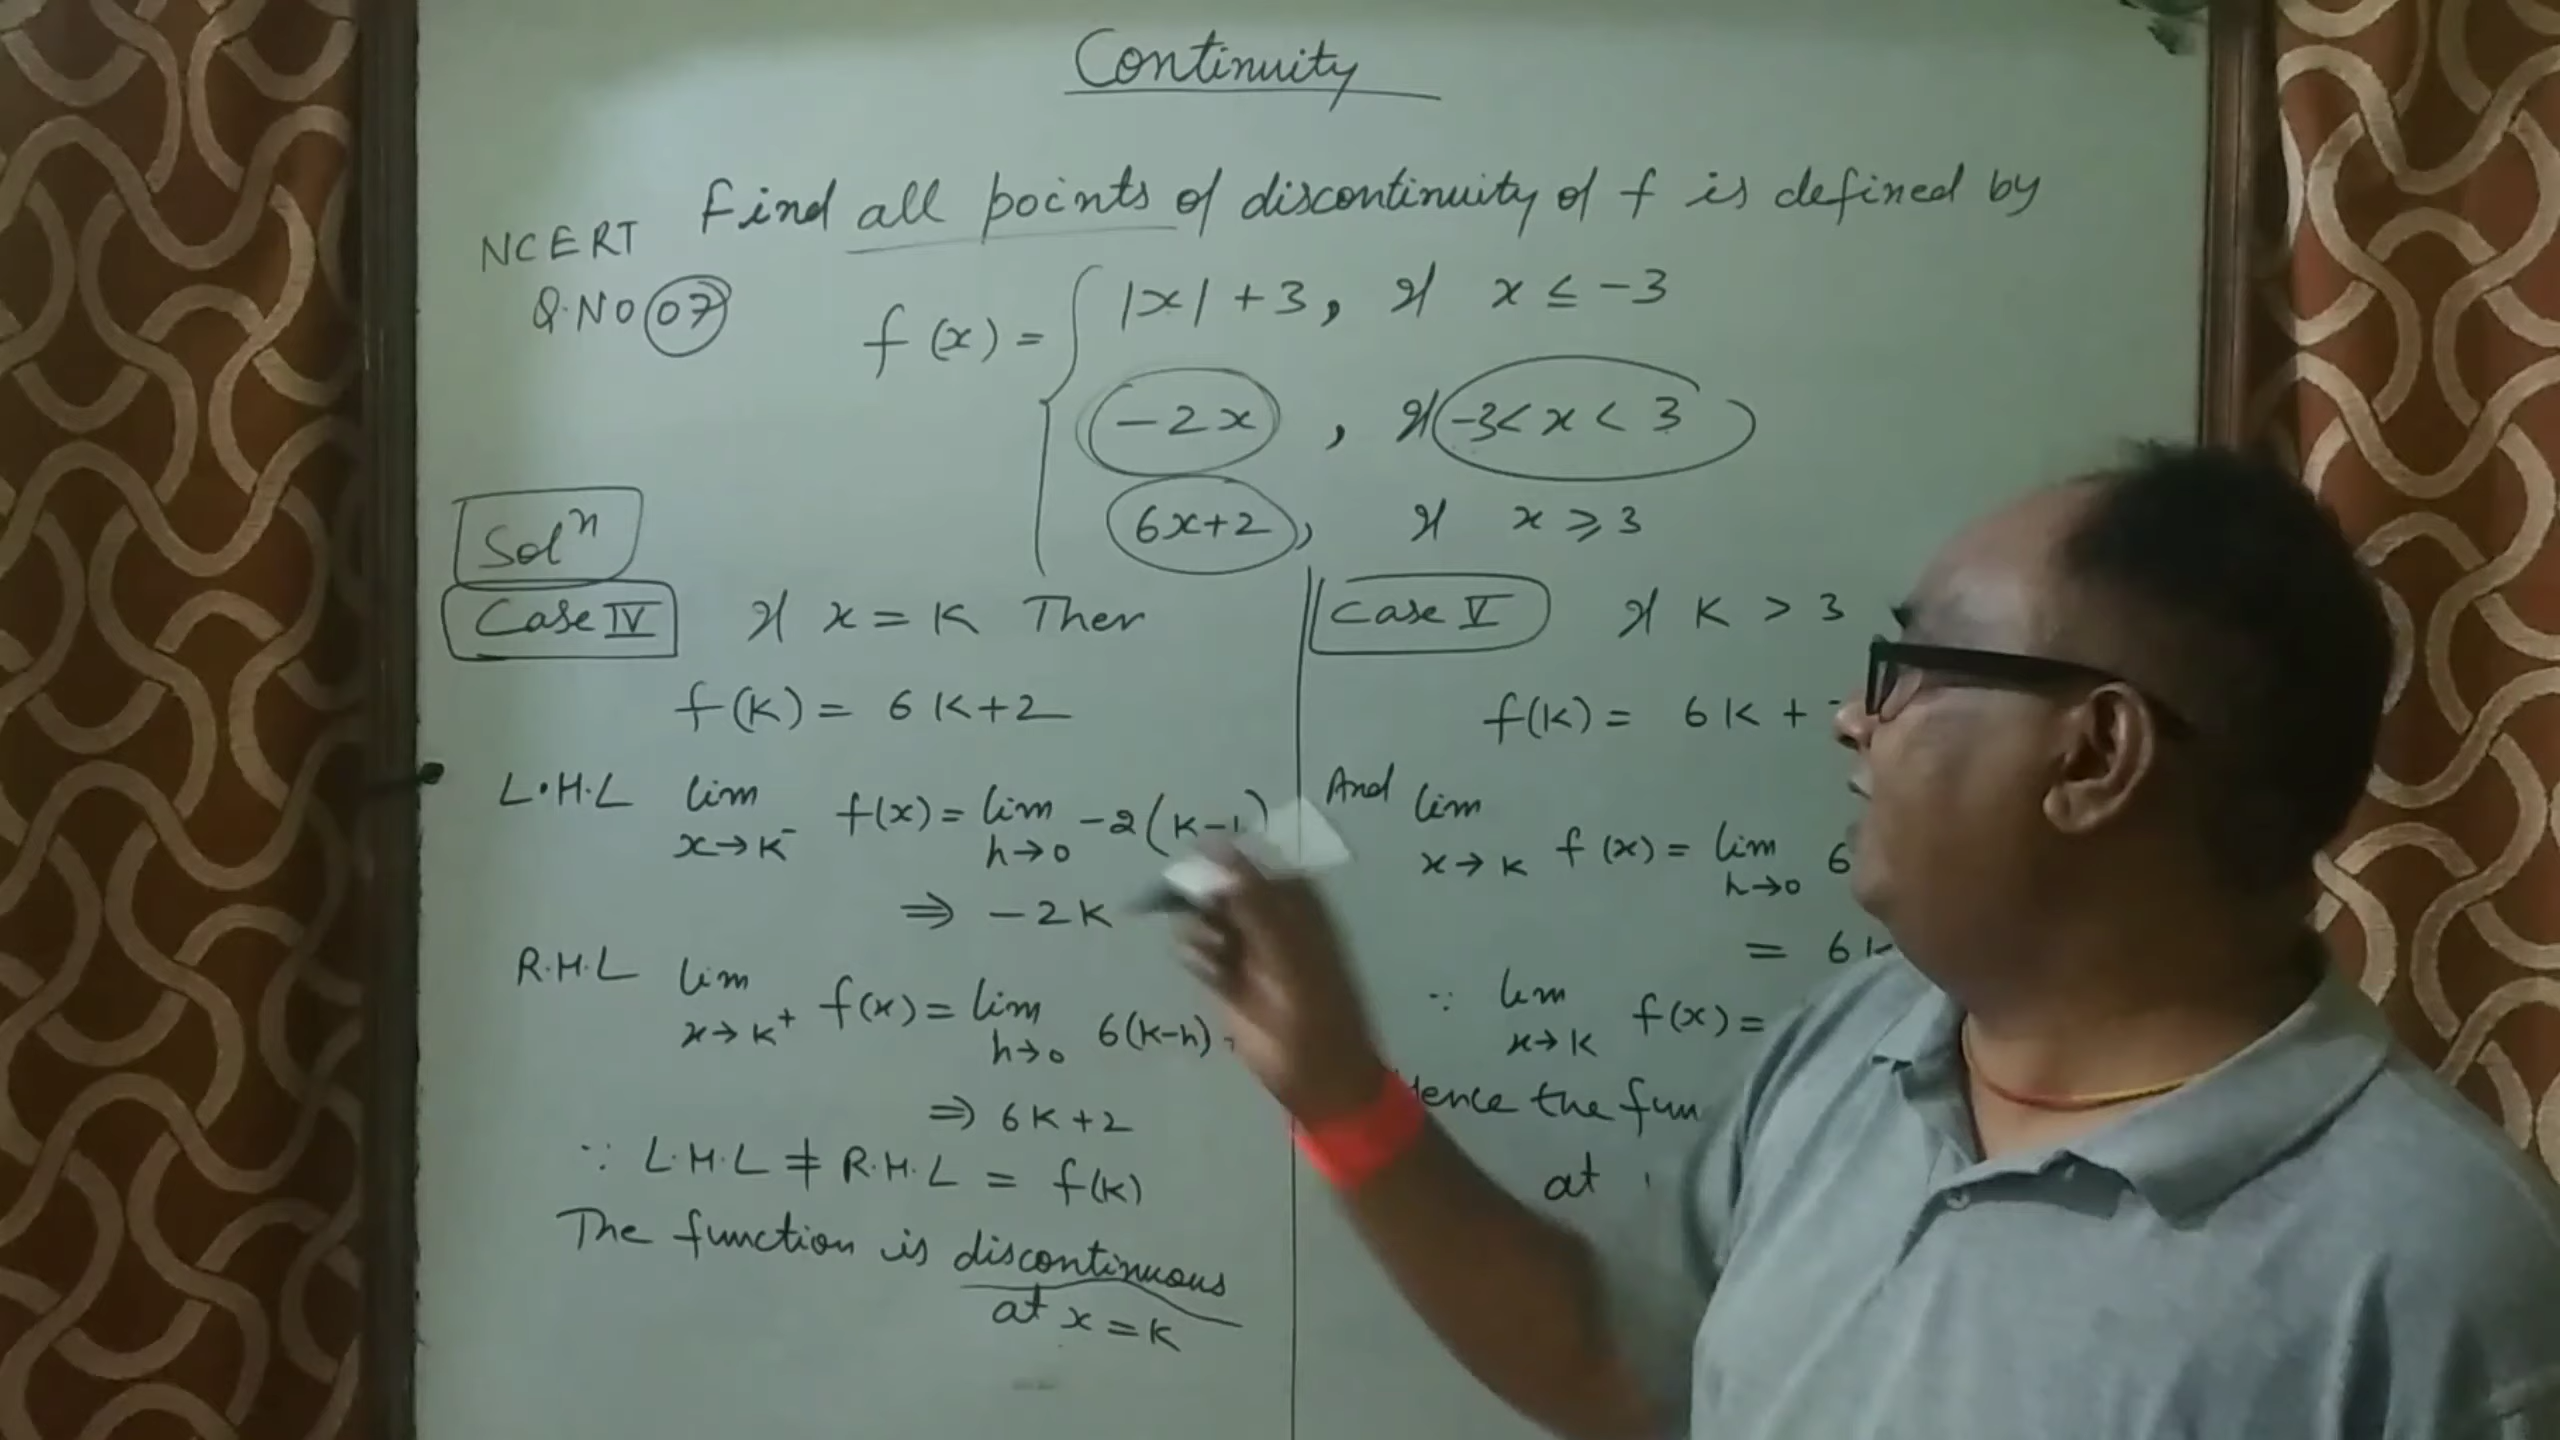 Continuity
Find all points of discontinuity of f is defined by
NCERT
Q.NO 07
f(x) = { |x| + 3, If x ≤ -3
-2x , If -3 < x < 3
6x+2, If x ⩾ 3
Solⁿ
Case IV If x = K Then
f(K) = 6K+2
L.H.L lim x→K⁻ f(x) = lim h→0 -2(K-h)
⇒ -2K
R.H.L lim x→K⁺ f(x) = lim h→0 6(K-h)
⇒ 6K+2
∵ L.H.L ≠ R.H.L = f(K)
The function is discontinuous
at x = K
Case V If K > 3
f(K) = 6K +
And lim x→K f(x) = lim h→0 6
= 6K
∵ lim x→K f(x) =
Hence the fun
at